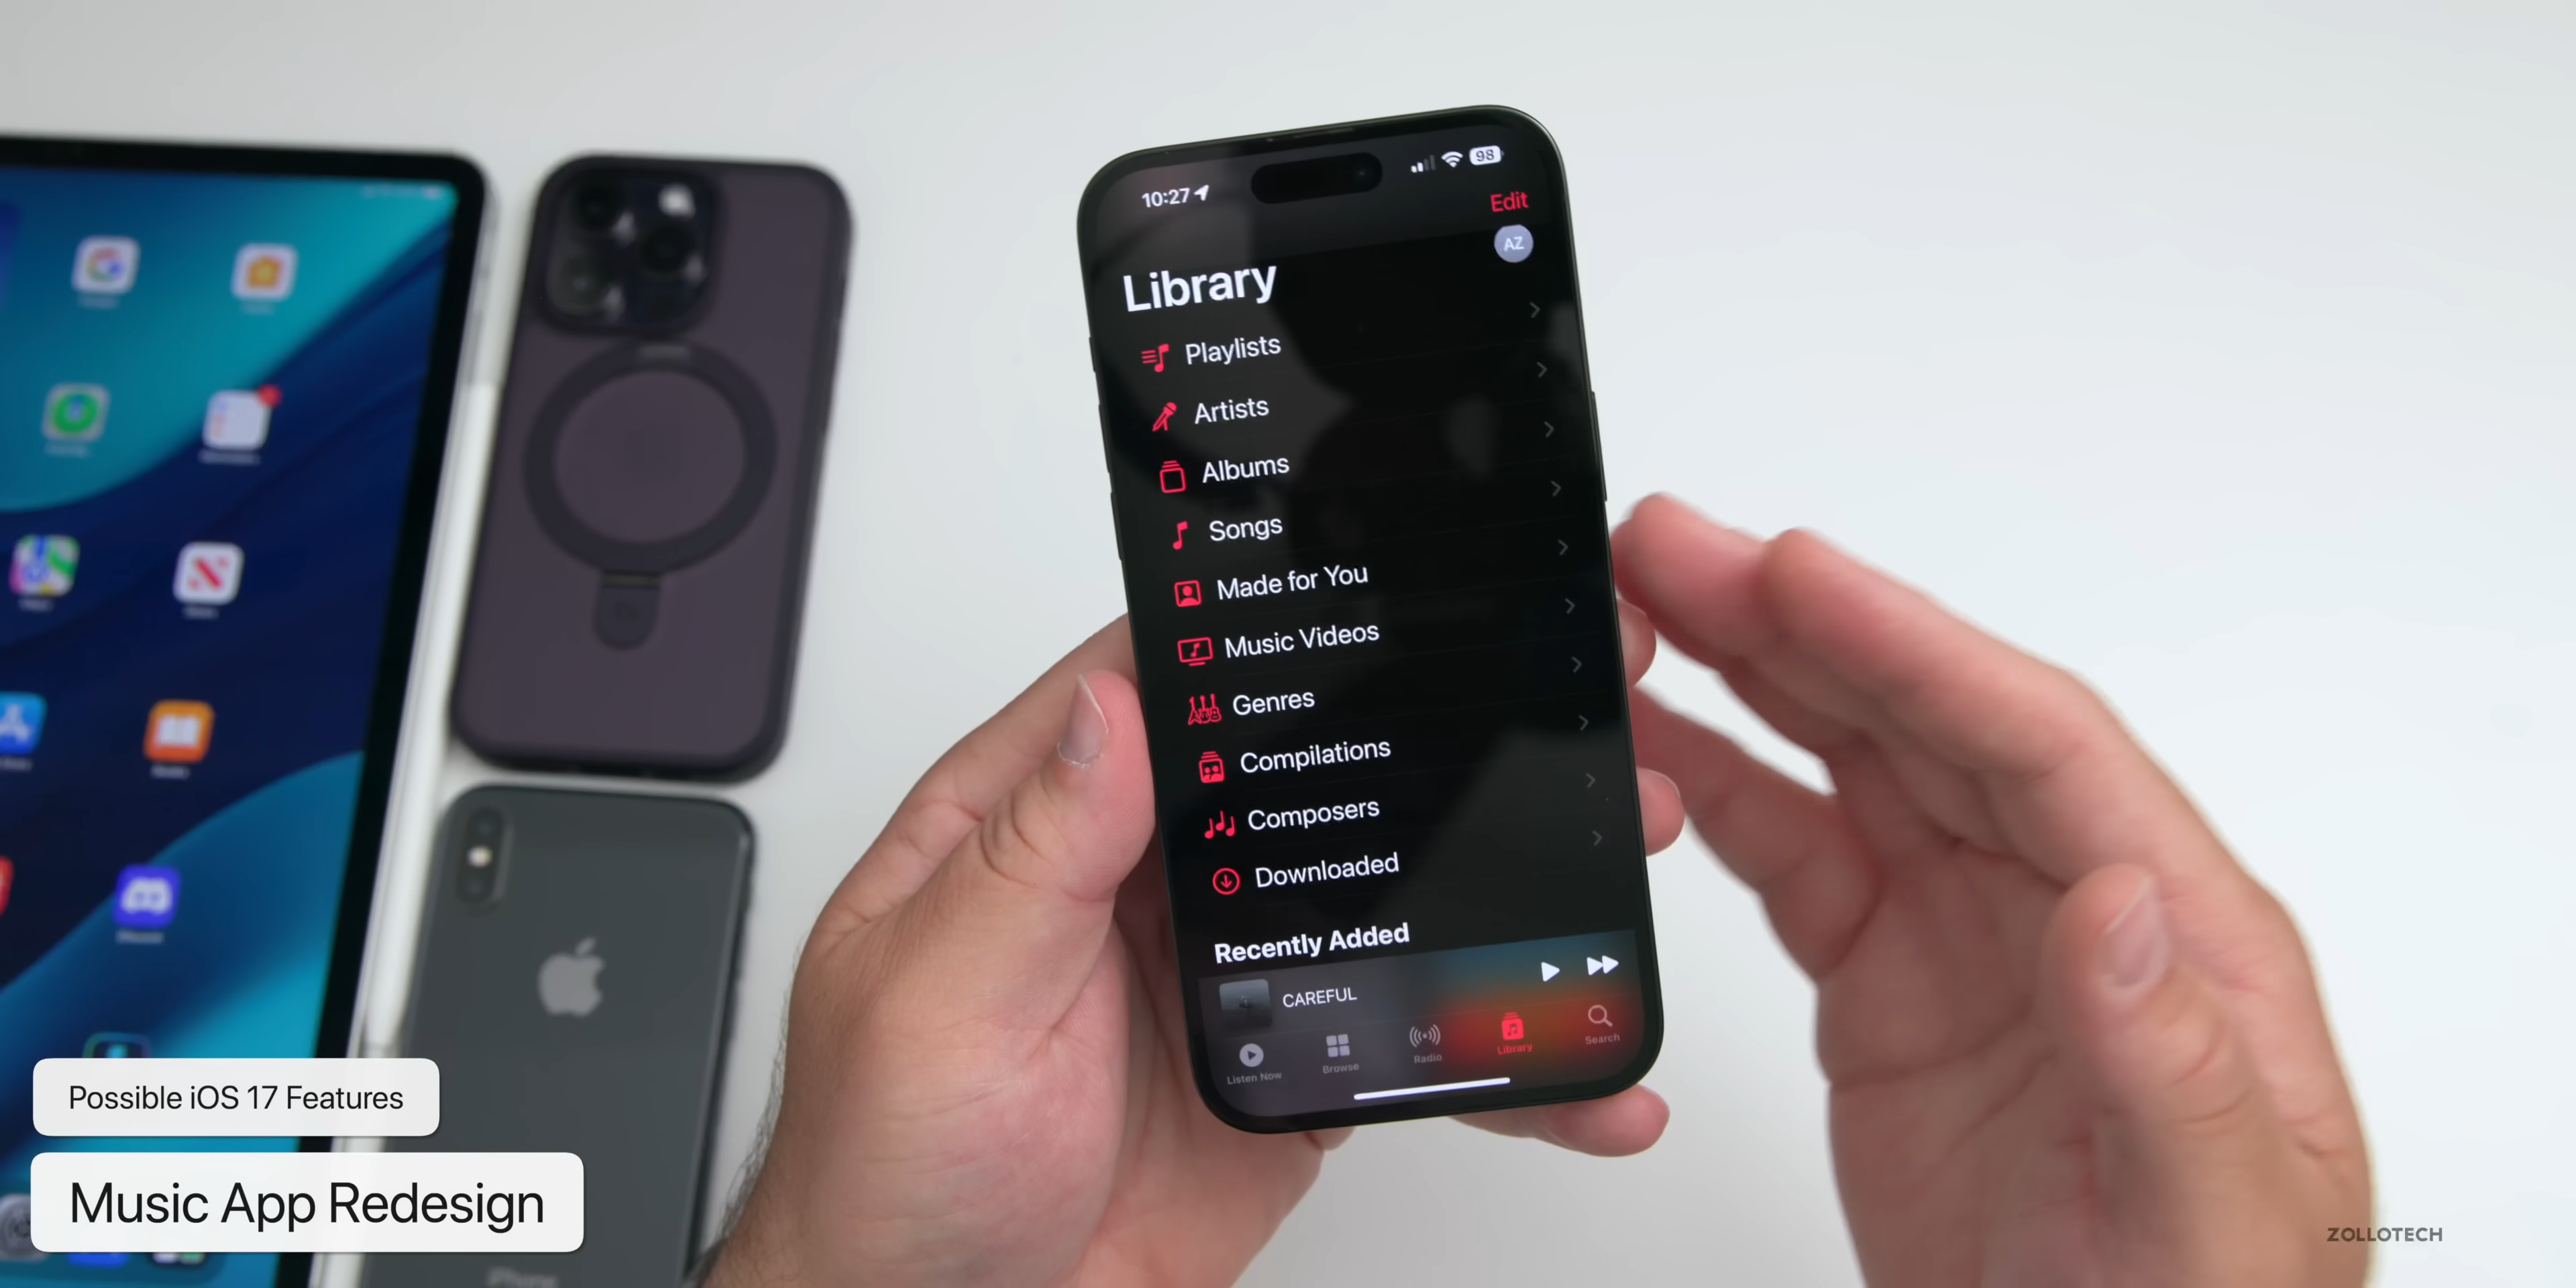 10:27
98
Edit
AZ
Library
Playlists
Artists
Albums
Songs
Made for You
Music Videos
Genres
Compilations
Composers
Downloaded
Recently Added
CAREFUL
Listen Now
Browse
Radio
Library
Search
Possible iOS 17 Features
Music App Redesign
iPhone
ZOLLOTECH